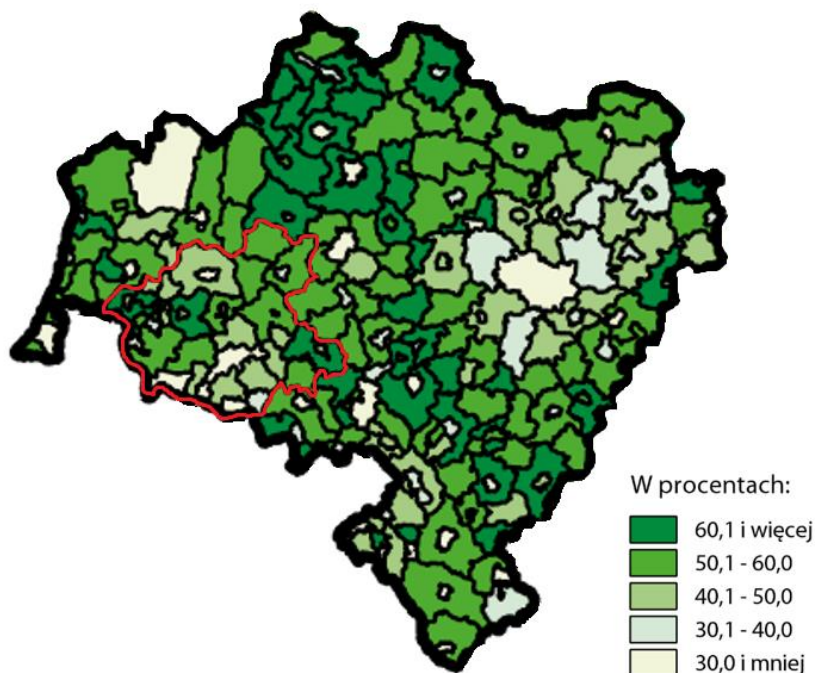 W procentach:
60,1 i więcej
50,1 - 60,0
40,1 - 50,0
30,1 - 40,0
30,0 i mniej